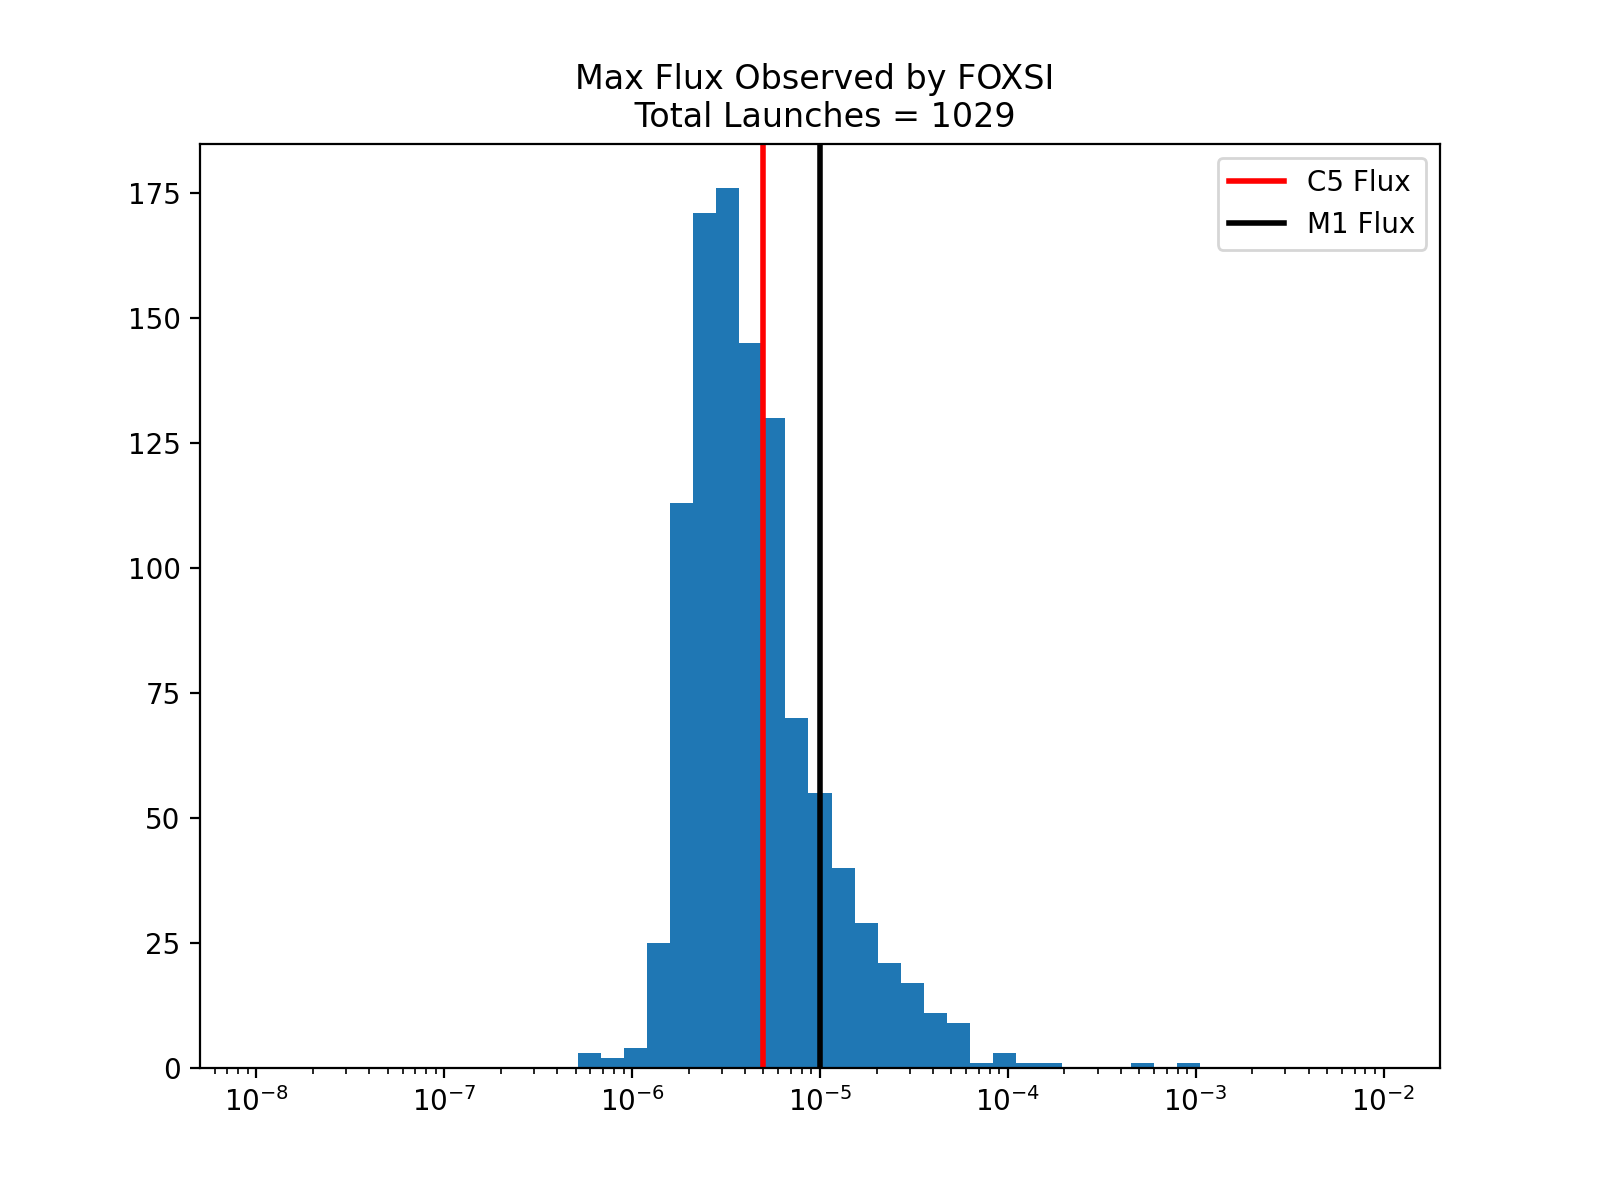 Max Flux Observed by FOXSI
Total Launches = 1029
C5 Flux
M1 Flux
175
150
125
100
75
50
25
0
10⁻⁸ 10⁻⁷ 10⁻⁶ 10⁻⁵ 10⁻⁴ 10⁻³ 10⁻²